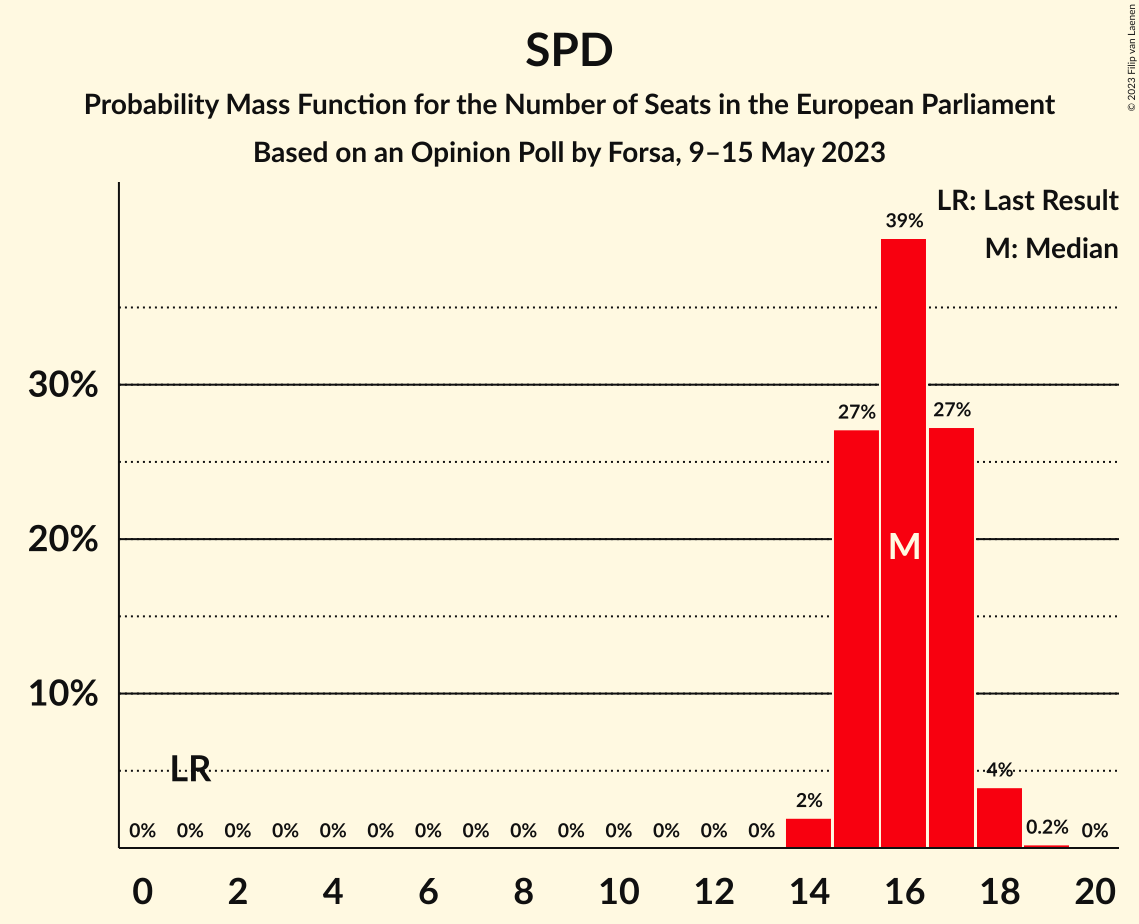 SPD
Probability Mass Function for the Number of Seats in the European Parliament
Based on an Opinion Poll by Forsa, 9–15 May 2023
© 2023 Filip van Laenen
LR: Last Result
M: Median
39%
30%
27%
27%
20%
M
10%
LR
4%
2%
0% 0% 0% 0% 0% 0% 0% 0% 0% 0% 0% 0% 0% 0% 0.2% 0%
0 2 4 6 8 10 12 14 16 18 20